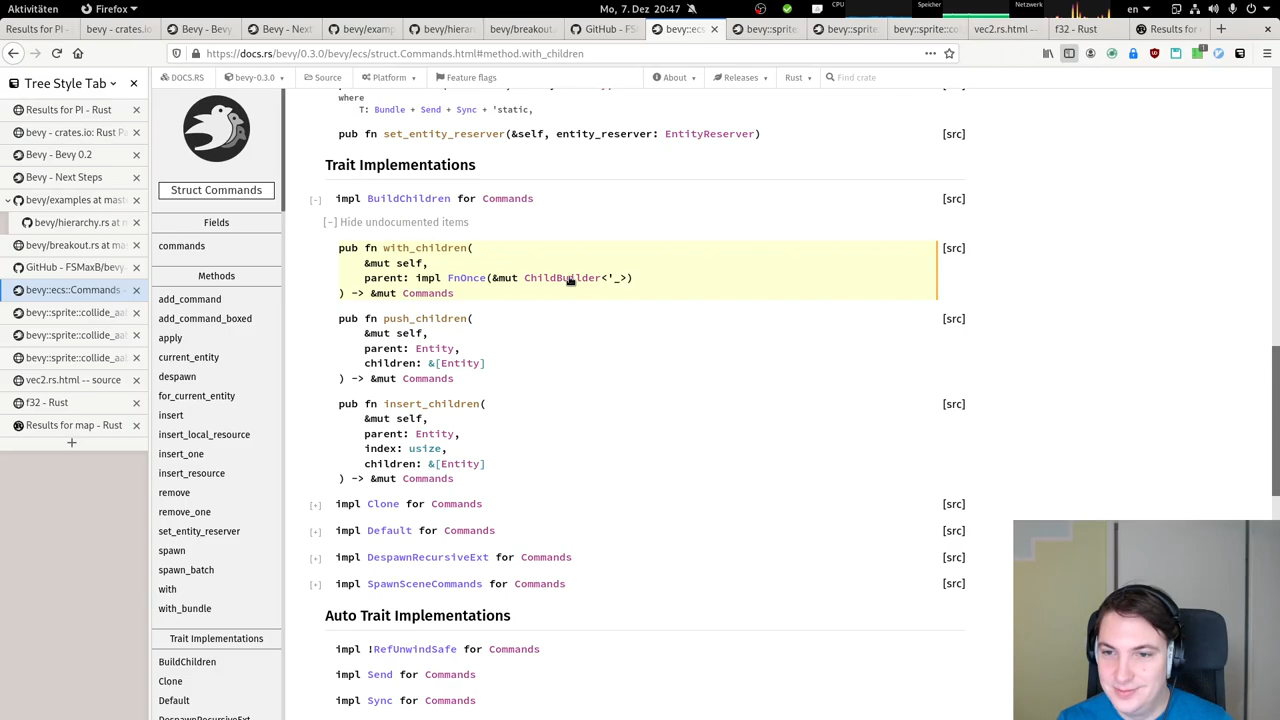 Aktivitäten Firefox Mo, 7. Dez 20:47 CPU Speicher Netzwerk en
Results for PI - bevy - crates.io: Bevy - Bevy Bevy - Next bevy/examp bevy/hierar bevy/breakout GitHub - FS bevy::ecs bevy::sprite bevy::sprite bevy::sprite vec2.rs.html -- f32 - Rust Results for
https://docs.rs/bevy/0.3.0/bevy/ecs/struct.Commands.html#method.with_children
Tree Style Tab
Results for PI - Rust
bevy - crates.io: Rust Pa
Bevy - Bevy 0.2
Bevy - Next Steps
bevy/examples at mast
bevy/hierarchy.rs at m
bevy/breakout.rs at mas
GitHub - FSMaxB/bevy
bevy::ecs::Commands -
bevy::sprite::collide_aa
bevy::sprite::collide_aa
bevy::sprite::collide_aa
vec2.rs.html -- source
f32 - Rust
Results for map - Rust
DOCS.RS bevy-0.3.0 Source Platform Feature flags About Releases Rust Find crate
Struct Commands
Fields
commands
Methods
add_command
add_command_boxed
apply
current_entity
despawn
for_current_entity
insert
insert_local_resource
insert_one
insert_resource
remove
remove_one
set_entity_reserver
spawn
spawn_batch
with
with_bundle
Trait Implementations
BuildChildren
Clone
Default
DespawnRecursiveExt
where
T: Bundle + Send + Sync + 'static,
pub fn set_entity_reserver(&self, entity_reserver: EntityReserver) [src]
Trait Implementations
[-] impl BuildChildren for Commands [src]
[−] Hide undocumented items
pub fn with_children( [src]
&mut self,
parent: impl FnOnce(&mut ChildBuilder<'_>)
) -> &mut Commands
pub fn push_children( [src]
&mut self,
parent: Entity,
children: &[Entity]
) -> &mut Commands
pub fn insert_children( [src]
&mut self,
parent: Entity,
index: usize,
children: &[Entity]
) -> &mut Commands
[+] impl Clone for Commands [src]
[+] impl Default for Commands [src]
[+] impl DespawnRecursiveExt for Commands [src]
[+] impl SpawnSceneCommands for Commands [src]
Auto Trait Implementations
impl !RefUnwindSafe for Commands
impl Send for Commands
impl Sync for Commands